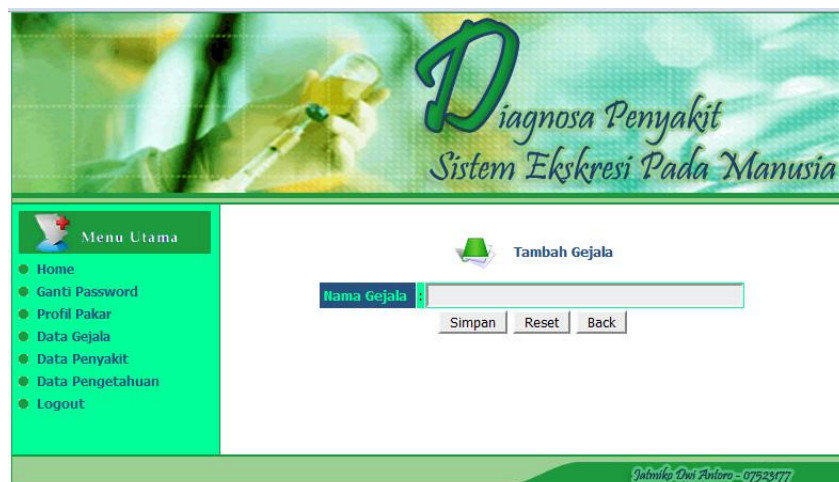 Diagnosa Penyakit
Sistem Ekskresi Pada Manusia
Menu Utama
Home
Ganti Password
Profil Pakar
Data Gejala
Data Penyakit
Data Pengetahuan
Logout
Tambah Gejala
Nama Gejala :
Simpan Reset Back
Jatmiko Dwi Antoro - 07523177